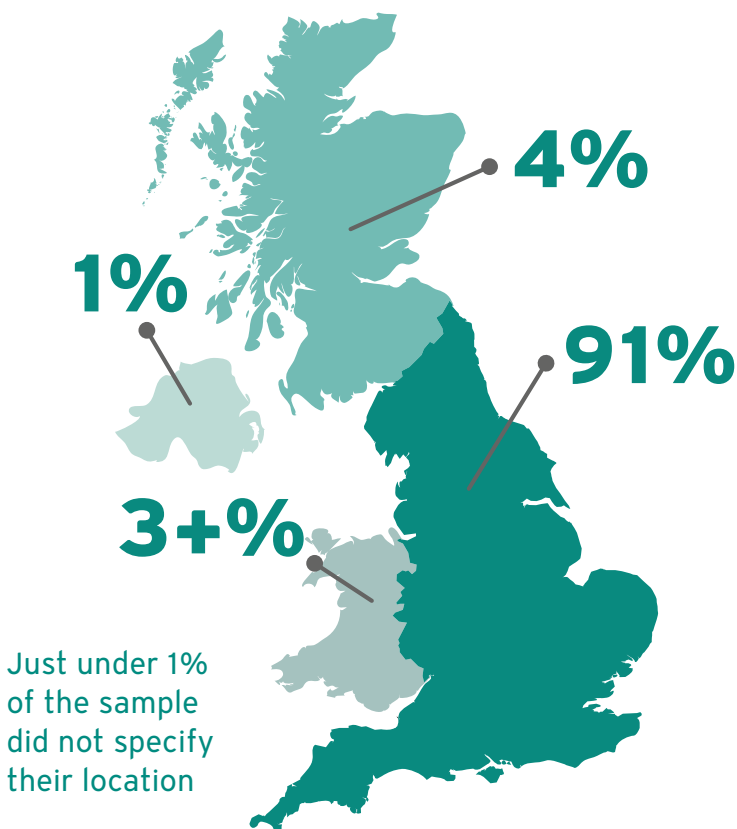 4%
1%
91%
3+%
Just under 1%
of the sample
did not specify
their location